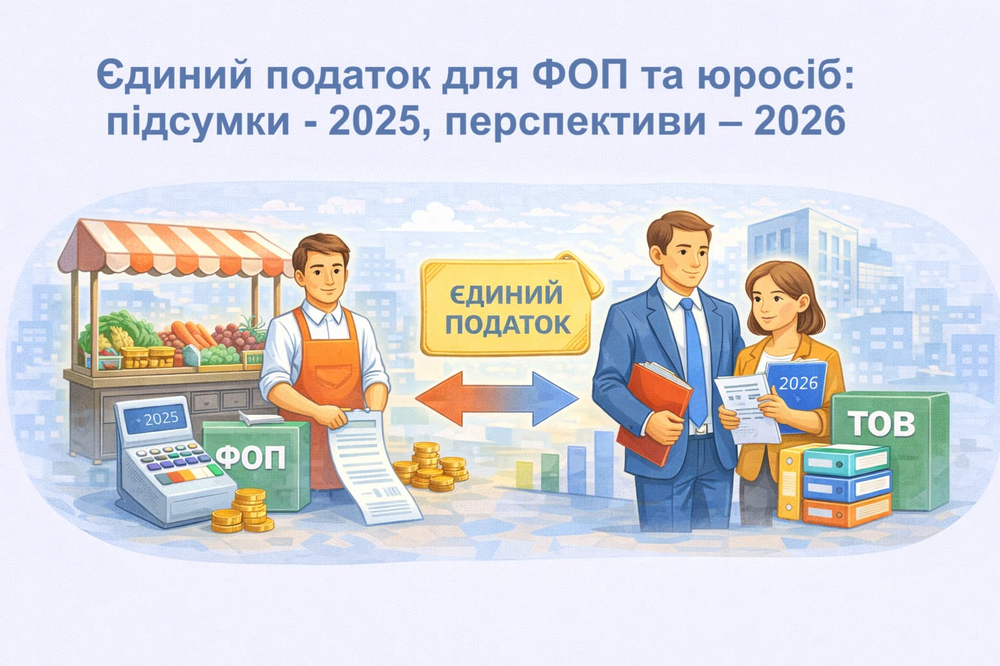 Єдиний податок для ФОП та юросіб:
підсумки - 2025, перспективи – 2026
ЄДИНИЙ
ПОДАТОК
2025
ФОП
2026
ТОВ